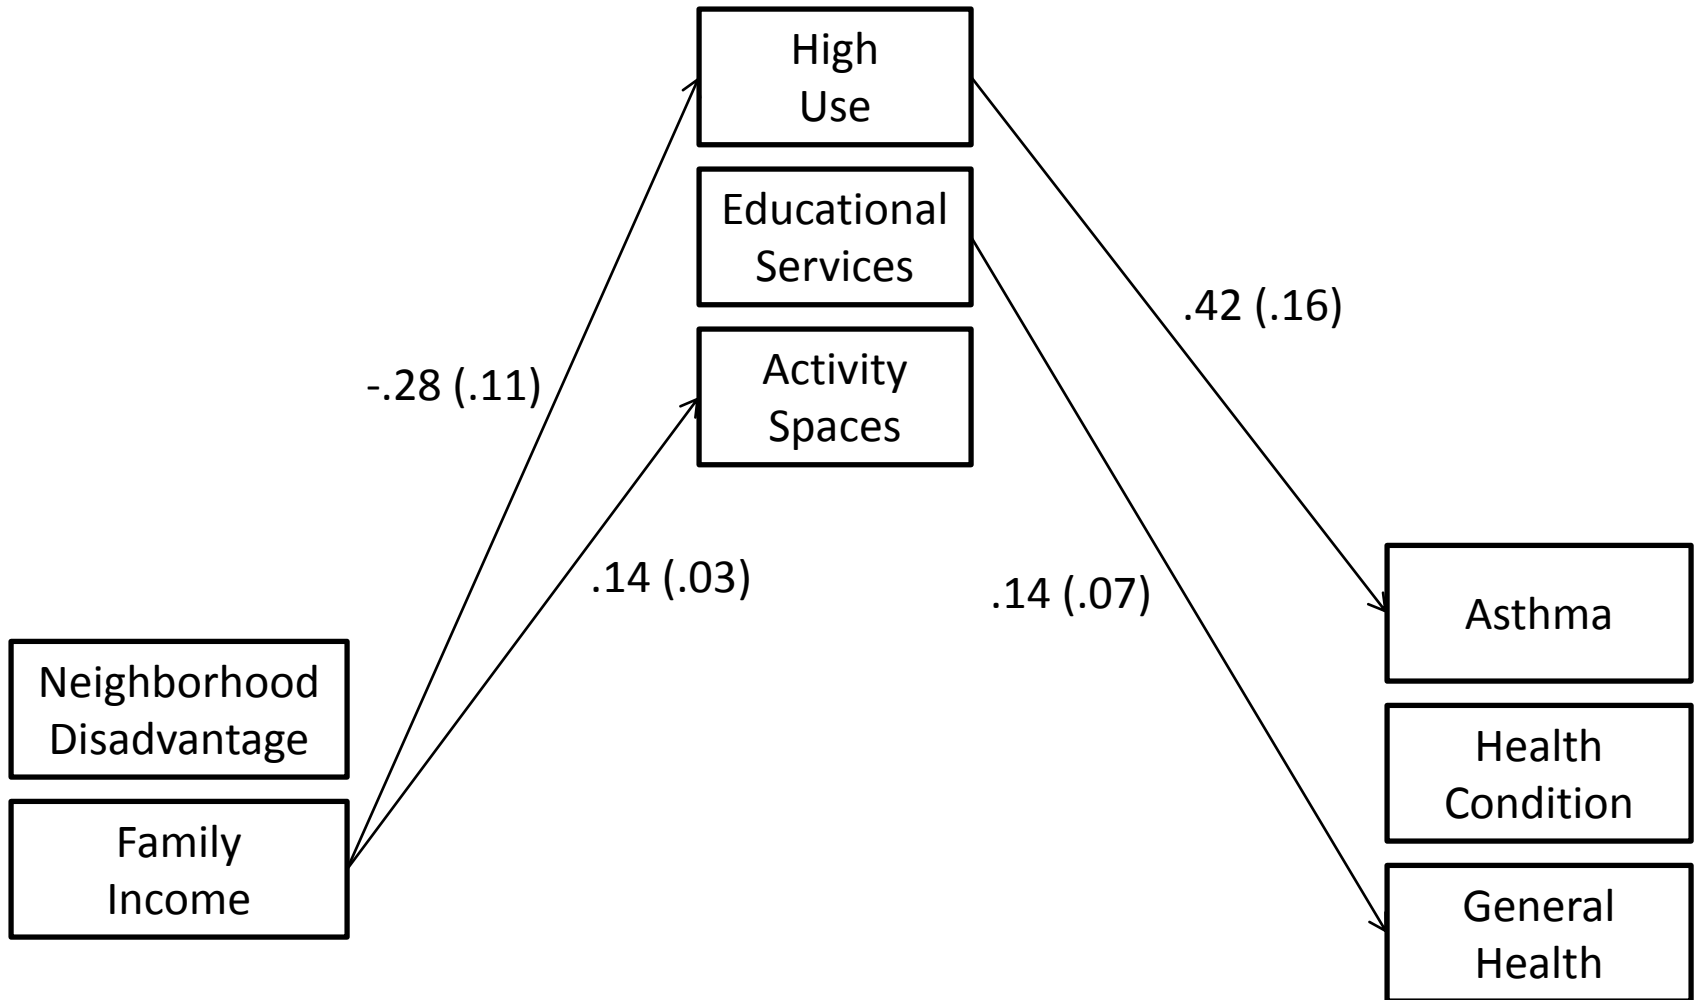 High
Use
Educational
Services
Activity
Spaces
-.28 (.11)
.42 (.16)
.14 (.03)
.14 (.07)
Neighborhood
Disadvantage
Family
Income
Asthma
Health
Condition
General
Health